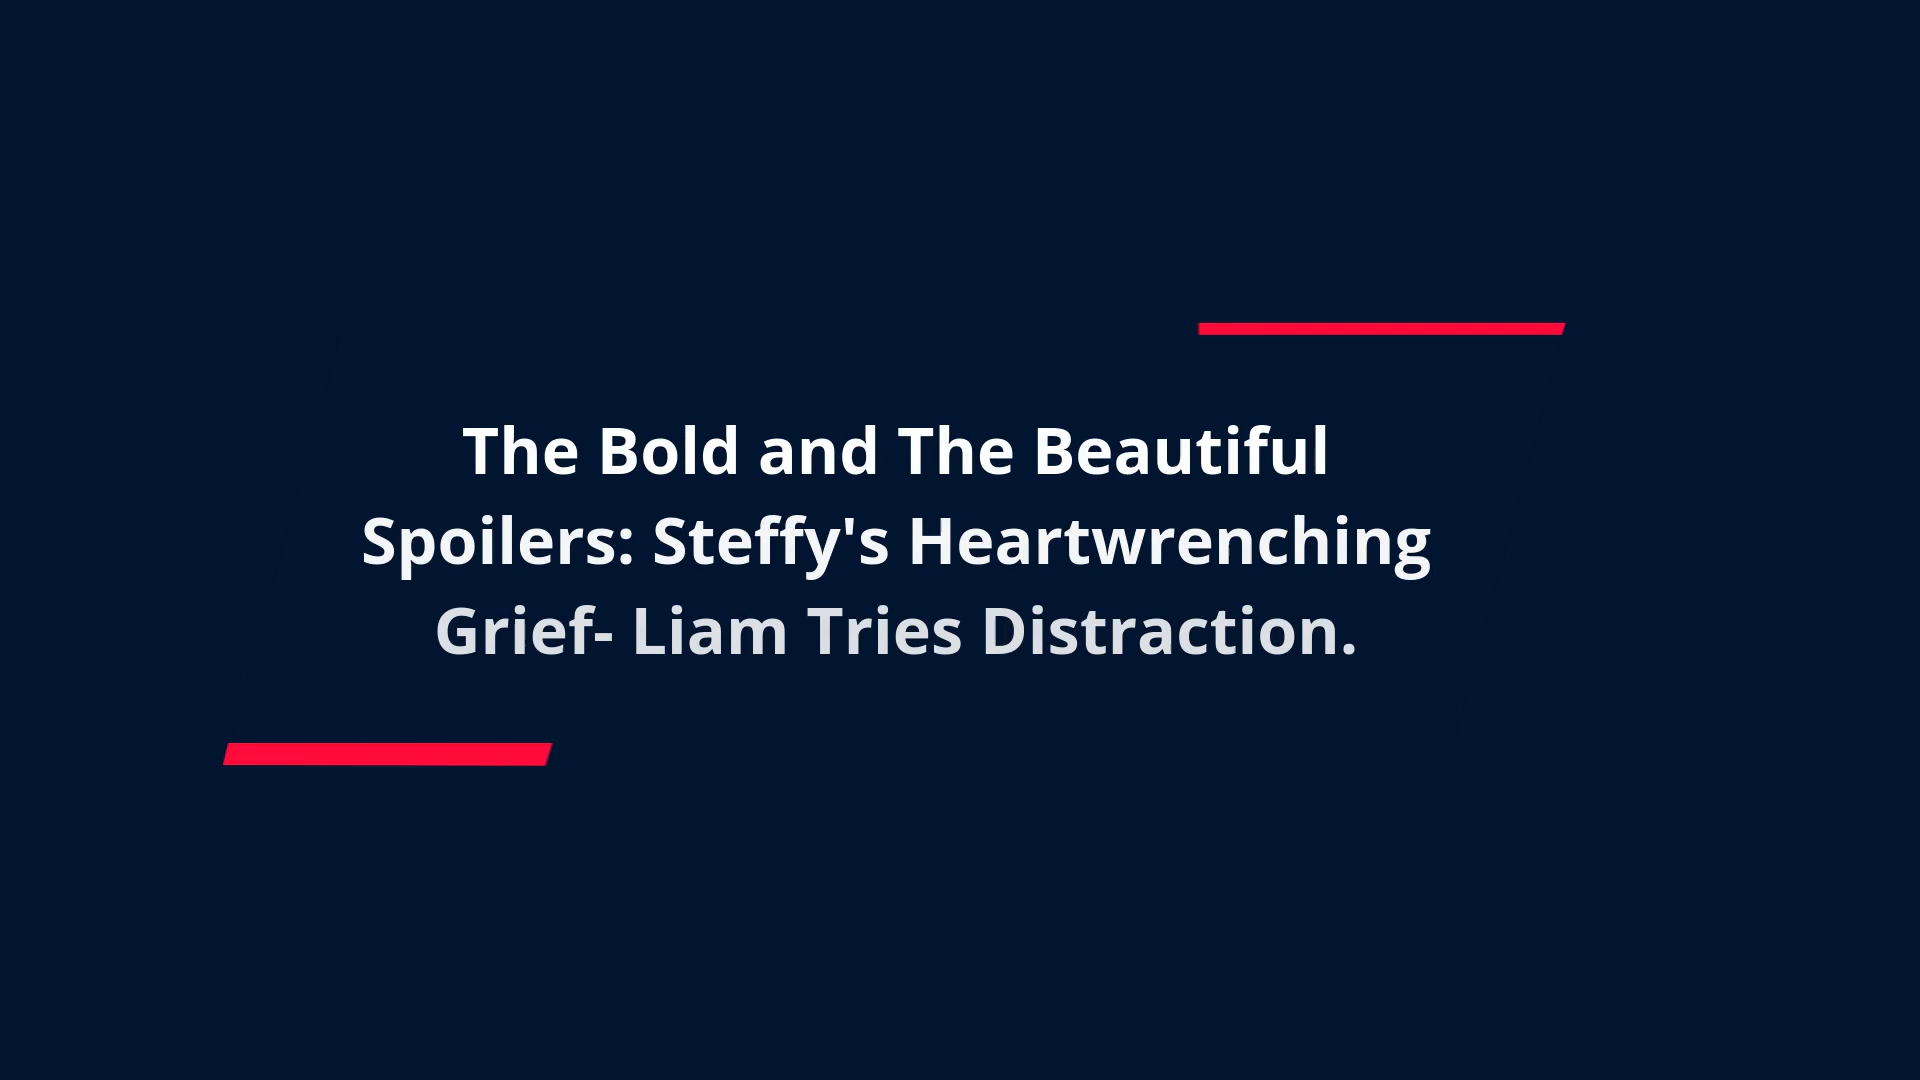 The Bold and The Beautiful
Spoilers: Steffy's Heartwrenching
Grief- Liam Tries Distraction.